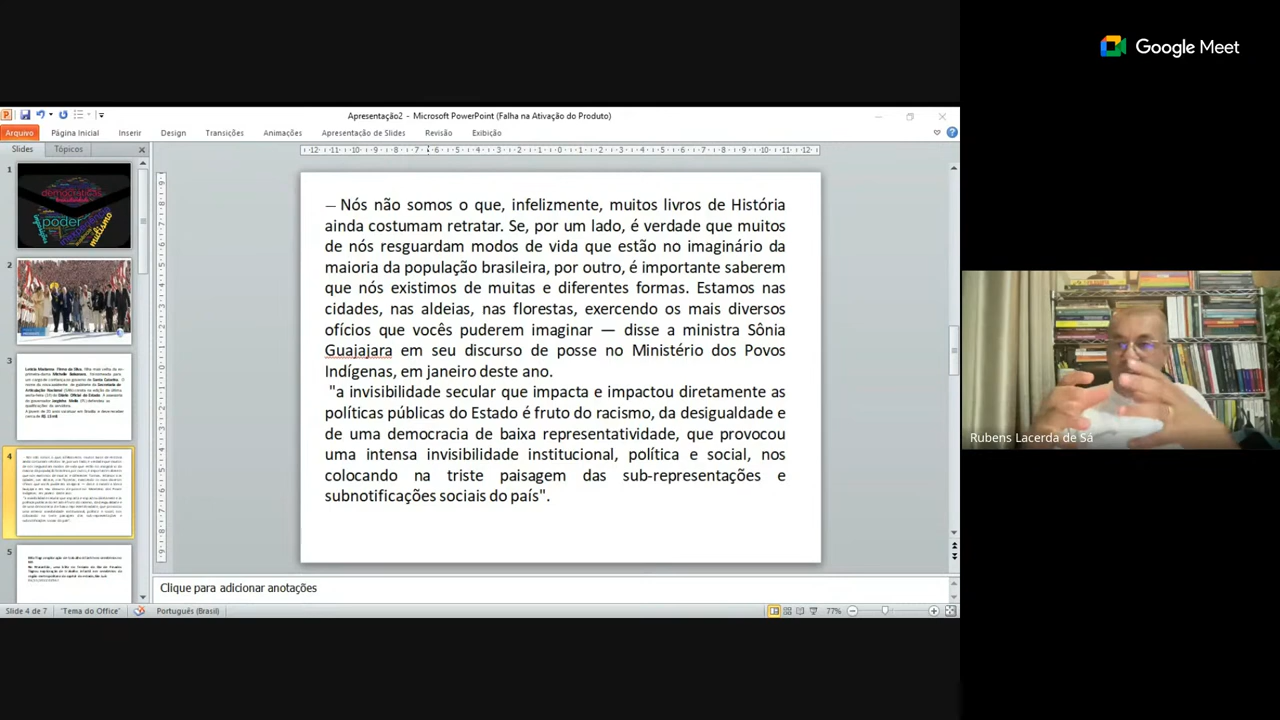 Google Meet
Apresentação2 - Microsoft PowerPoint (Falha na Ativação do Produto)
Arquivo Página Inicial Inserir Design Transições Animações Apresentação de Slides Revisão Exibição
Slides Tópicos
1
democráticas
poder
2
3
4
5
— Nós não somos o que, infelizmente, muitos livros de História
ainda costumam retratar. Se, por um lado, é verdade que muitos
de nós resguardam modos de vida que estão no imaginário da
maioria da população brasileira, por outro, é importante saberem
que nós existimos de muitas e diferentes formas. Estamos nas
cidades, nas aldeias, nas florestas, exercendo os mais diversos
ofícios que vocês puderem imaginar — disse a ministra Sônia
Guajajara em seu discurso de posse no Ministério dos Povos
Indígenas, em janeiro deste ano.
"a invisibilidade secular que impacta e impactou diretamente as
políticas públicas do Estado é fruto do racismo, da desigualdade e
de uma democracia de baixa representatividade, que provocou
uma intensa invisibilidade institucional, política e social, nos
colocando na triste paisagem das sub-representações e
subnotificações sociais do país".
Rubens Lacerda de Sá
Clique para adicionar anotações
Slide 4 de 7 "Tema do Office" Português (Brasil) 77%